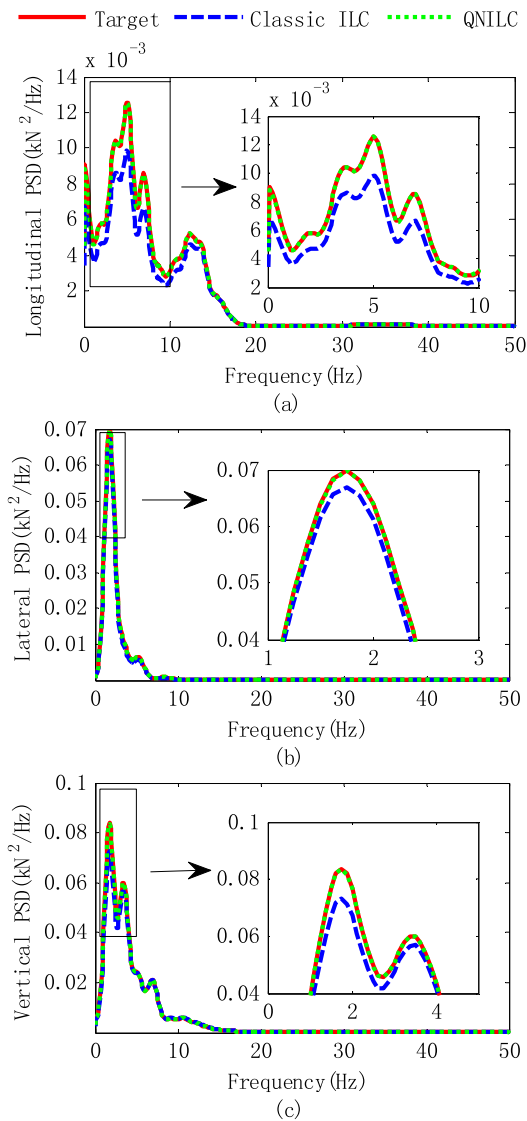 Target Classic ILC QNILC
x 10 -3
14
12
10
8
6
4
2
0 10 20 30 40 50
Longitudinal PSD(kN 2/Hz)
x 10 -3
14
12
10
8
6
4
2
0 5 10
Frequency(Hz)
(a)
0.07
0.06
0.05
0.04
0.03
0.02
0.01
0 10 20 30 40 50
Lateral PSD(kN 2/Hz)
0.07
0.06
0.05
0.04
1 2 3
Frequency(Hz)
(b)
0.1
0.08
0.06
0.04
0.02
0 10 20 30 40 50
Vertical PSD(kN 2/Hz)
0.1
0.08
0.06
0.04
0 2 4
Frequency(Hz)
(c)